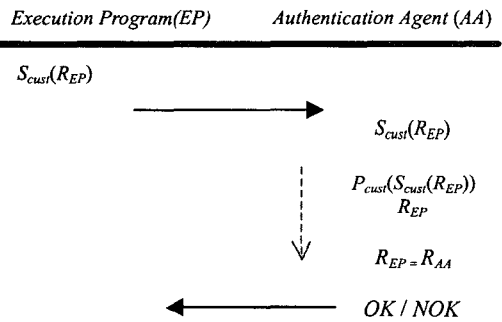 Execution Program(EP) Authentication Agent (AA)
S_cust(R_EP)
S_cust(R_EP)
P_cust(S_cust(R_EP))
R_EP
R_EP = R_AA
OK / NOK